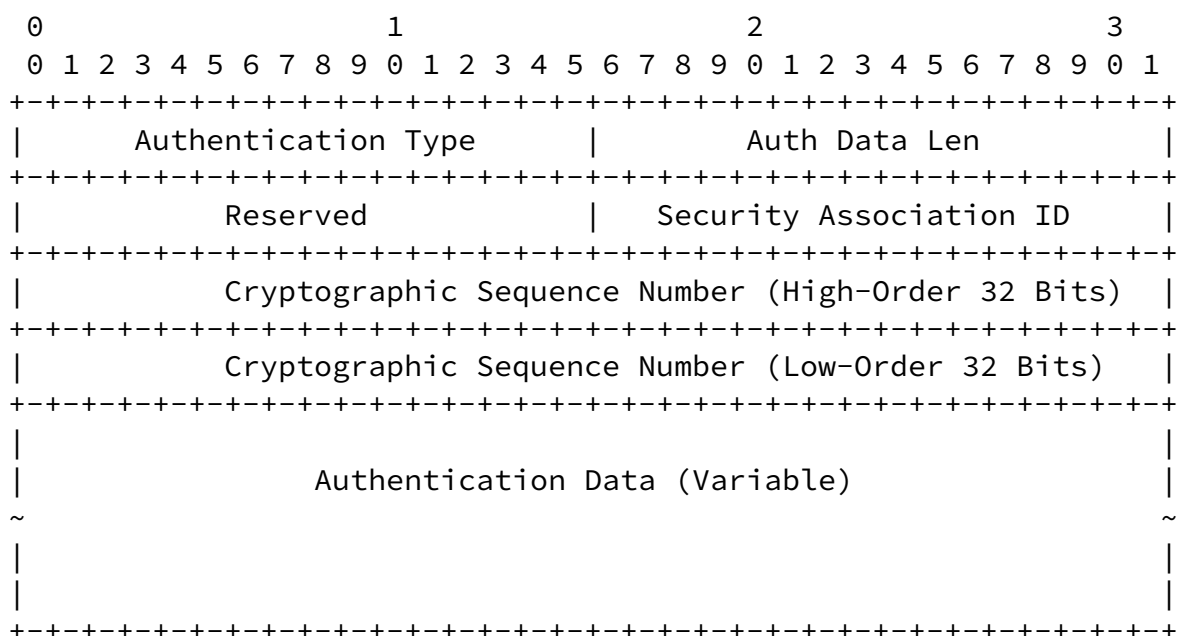 0                   1                   2                   3
 0 1 2 3 4 5 6 7 8 9 0 1 2 3 4 5 6 7 8 9 0 1 2 3 4 5 6 7 8 9 0 1
+-+-+-+-+-+-+-+-+-+-+-+-+-+-+-+-+-+-+-+-+-+-+-+-+-+-+-+-+-+-+-+-+
|      Authentication Type      |        Auth Data Len          |
+-+-+-+-+-+-+-+-+-+-+-+-+-+-+-+-+-+-+-+-+-+-+-+-+-+-+-+-+-+-+-+-+
|           Reserved            |   Security Association ID     |
+-+-+-+-+-+-+-+-+-+-+-+-+-+-+-+-+-+-+-+-+-+-+-+-+-+-+-+-+-+-+-+-+
|           Cryptographic Sequence Number (High-Order 32 Bits)  |
+-+-+-+-+-+-+-+-+-+-+-+-+-+-+-+-+-+-+-+-+-+-+-+-+-+-+-+-+-+-+-+-+
|           Cryptographic Sequence Number (Low-Order 32 Bits)   |
+-+-+-+-+-+-+-+-+-+-+-+-+-+-+-+-+-+-+-+-+-+-+-+-+-+-+-+-+-+-+-+-+
|                                                               |
|                Authentication Data (Variable)                 |
~                                                               ~
|                                                               |
|                                                               |
+-+-+-+-+-+-+-+-+-+-+-+-+-+-+-+-+-+-+-+-+-+-+-+-+-+-+-+-+-+-+-+-+